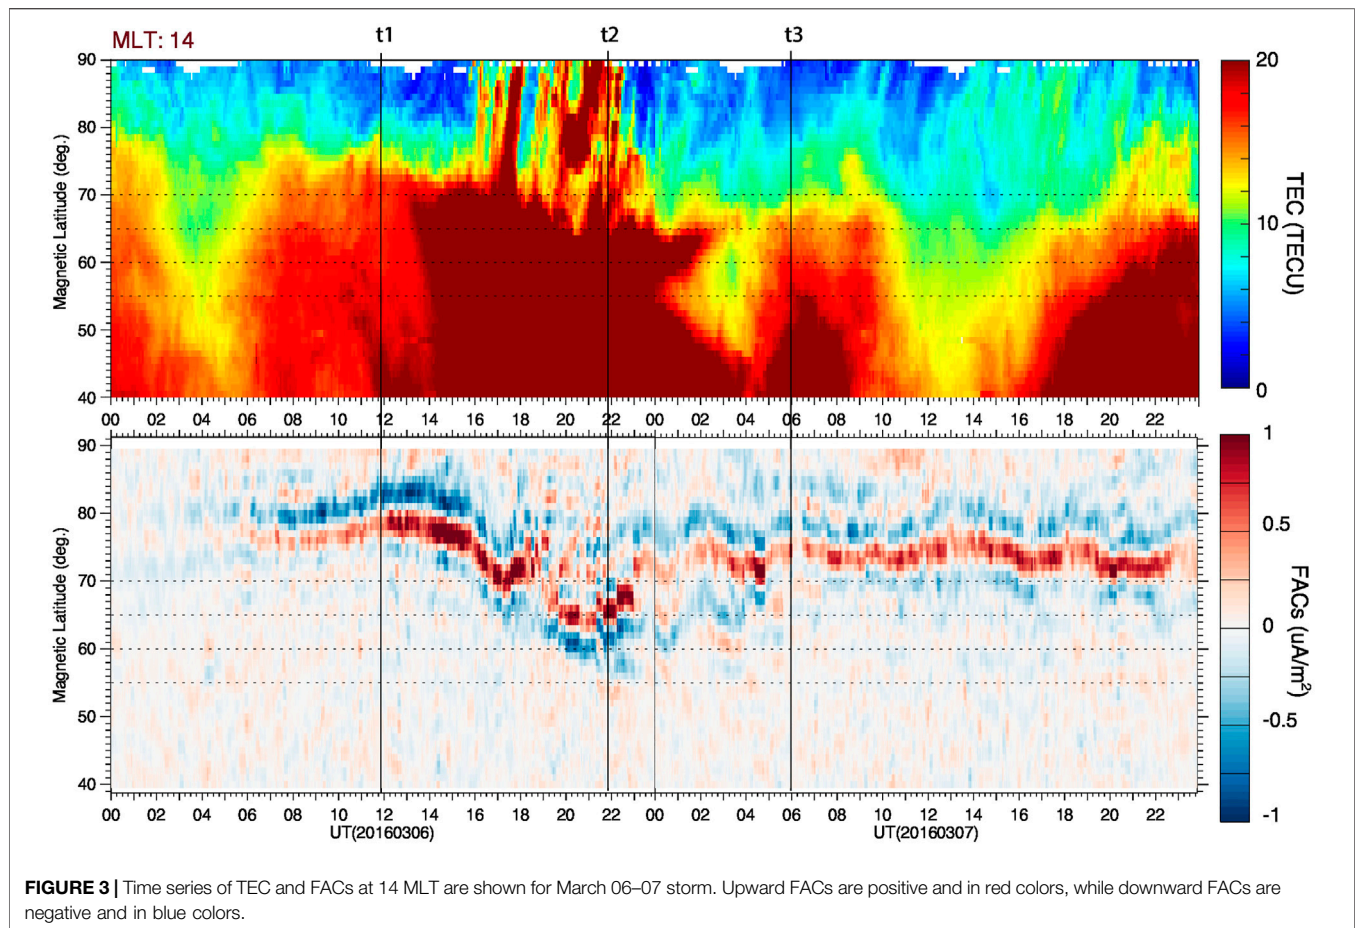 MLT: 14
t1 t2 t3
90
80
70
60
50
40
Magnetic Latitude (deg.)
00 02 04 06 08 10 12 14 16 18 20 22 00 02 04 06 08 10 12 14 16 18 20 22
20
10
0
TEC (TECU)
90
80
70
60
50
40
Magnetic Latitude (deg.)
00 02 04 06 08 10 12 14 16 18 20 22 00 02 04 06 08 10 12 14 16 18 20 22
UT(20160306) UT(20160307)
1
0.5
0
-0.5
-1
FACs (uA/m²)
FIGURE 3 | Time series of TEC and FACs at 14 MLT are shown for March 06–07 storm. Upward FACs are positive and in red colors, while downward FACs are
negative and in blue colors.